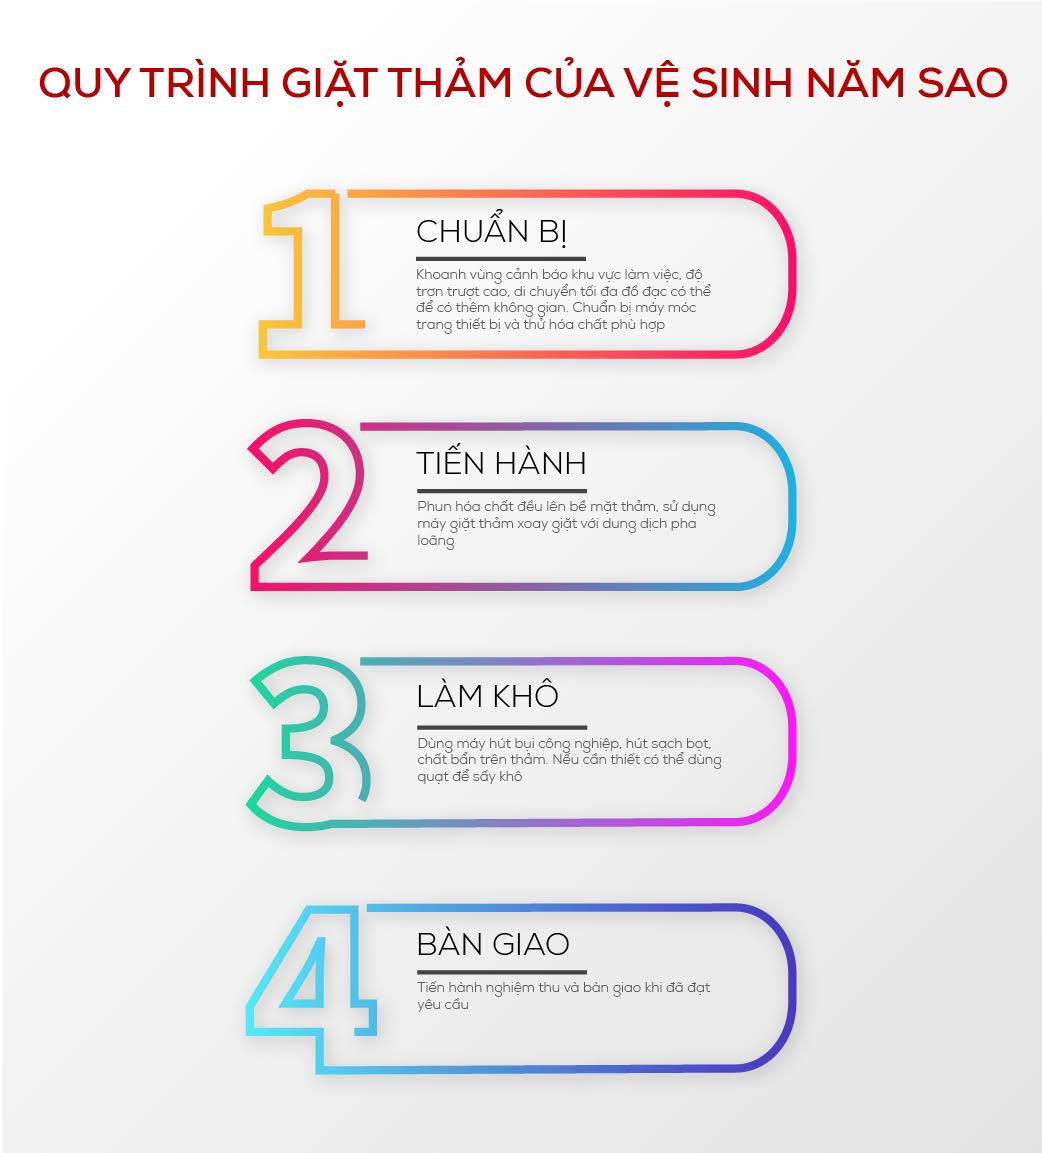 QUY TRÌNH GIẶT THẢM CỦA VỆ SINH NĂM SAO
1
CHUẨN BỊ
Khoanh vùng cảnh báo khu vực làm việc, độ
trơn trượt cao, di chuyển tối đa đồ đạc có thể
để có thêm không gian. Chuẩn bị máy móc
trang thiết bị và thử hóa chất phù hợp
2
TIẾN HÀNH
Phun hóa chất đều lên bề mặt thảm, sử dụng
máy giặt thảm xoay giặt với dung dịch pha
loãng
3
LÀM KHÔ
Dùng máy hút bụi công nghiệp, hút sạch bọt,
chất bẩn trên thảm. Nếu cần thiết có thể dùng
quạt để sấy khô
4
BÀN GIAO
Tiến hành nghiệm thu và bàn giao khi đã đạt
yêu cầu